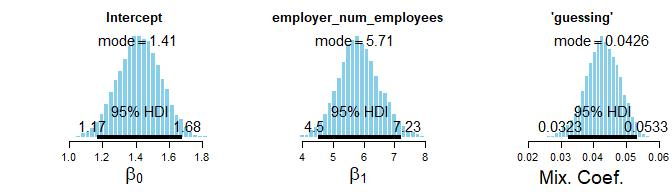 Intercept
mode = 1.41
95% HDI
1.17 1.68
1.0 1.2 1.4 1.6 1.8
β0
employer_num_employees
mode = 5.71
95% HDI
4.5 7.23
4 5 6 7 8
β1
'guessing'
mode = 0.0426
95% HDI
0.0323 0.0533
0.02 0.03 0.04 0.05 0.06
Mix. Coef.